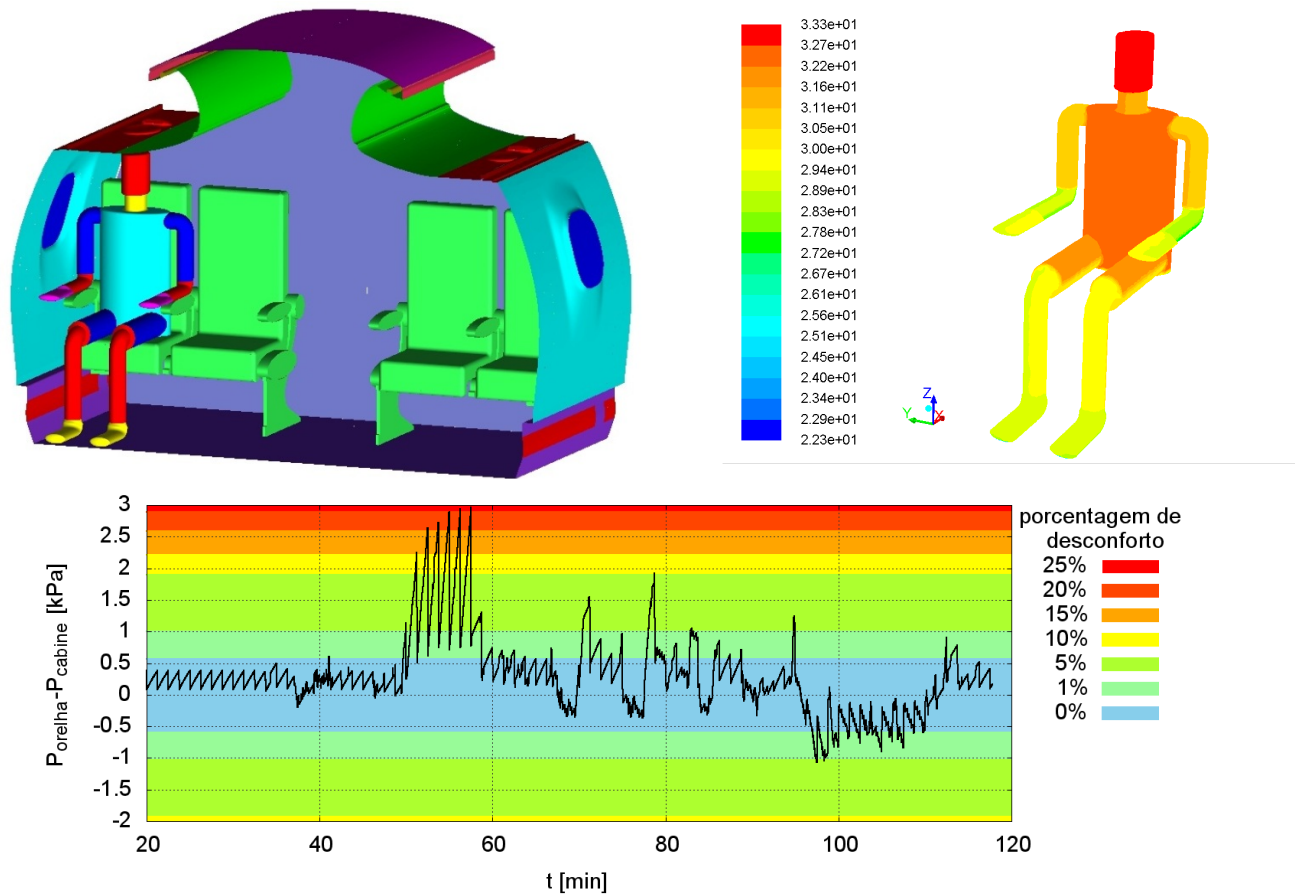 3.33e+01
3.27e+01
3.22e+01
3.16e+01
3.11e+01
3.05e+01
3.00e+01
2.94e+01
2.89e+01
2.83e+01
2.78e+01
2.72e+01
2.67e+01
2.61e+01
2.56e+01
2.51e+01
2.45e+01
2.40e+01
2.34e+01
2.29e+01
2.23e+01
Z
Y
X
3
2.5
2
1.5
1
0.5
0
-0.5
-1
-1.5
-2
Porelha-Pcabine [kPa]
20 40 60 80 100 120
t [min]
porcentagem de
desconforto
25%
20%
15%
10%
5%
1%
0%